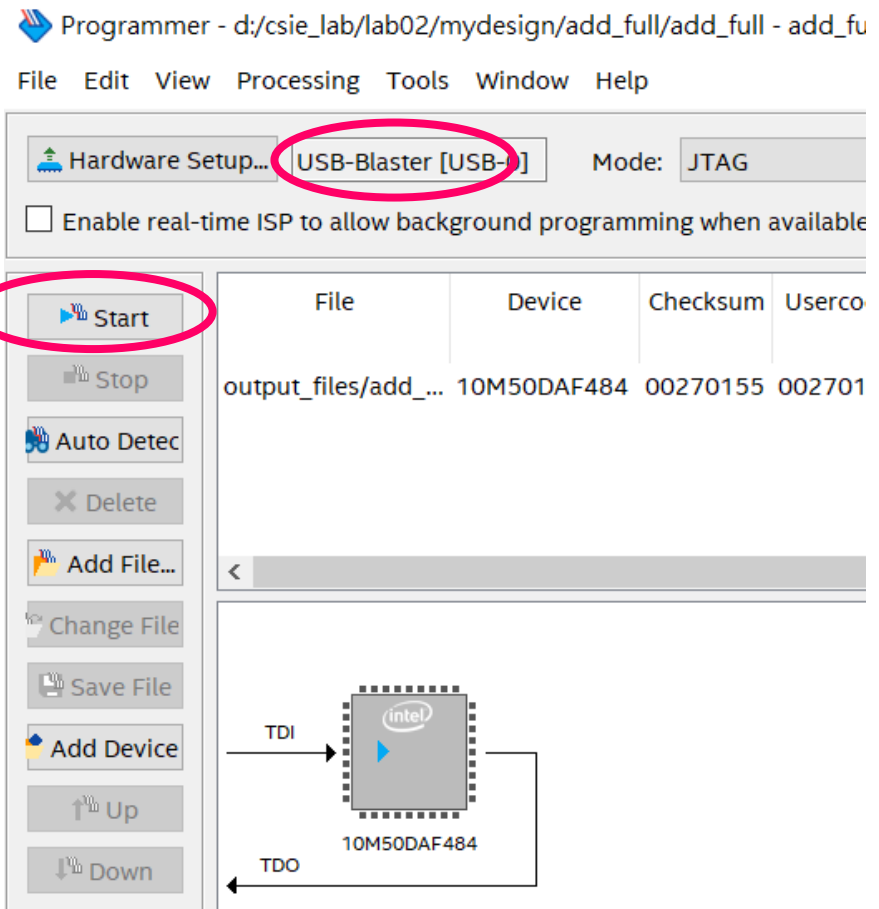 Programmer - d:/csie_lab/lab02/mydesign/add_full/add_full - add_fu
File Edit View Processing Tools Window Help
Hardware Setup... USB-Blaster [USB-0] Mode: JTAG
Enable real-time ISP to allow background programming when available
Start
File Device Checksum Userco
Stop
output_files/add_... 10M50DAF484 00270155 002701
Auto Detec
Delete
Add File...
<
Change File
Save File
intel
TDI
Add Device
Up
10M50DAF484
TDO
Down